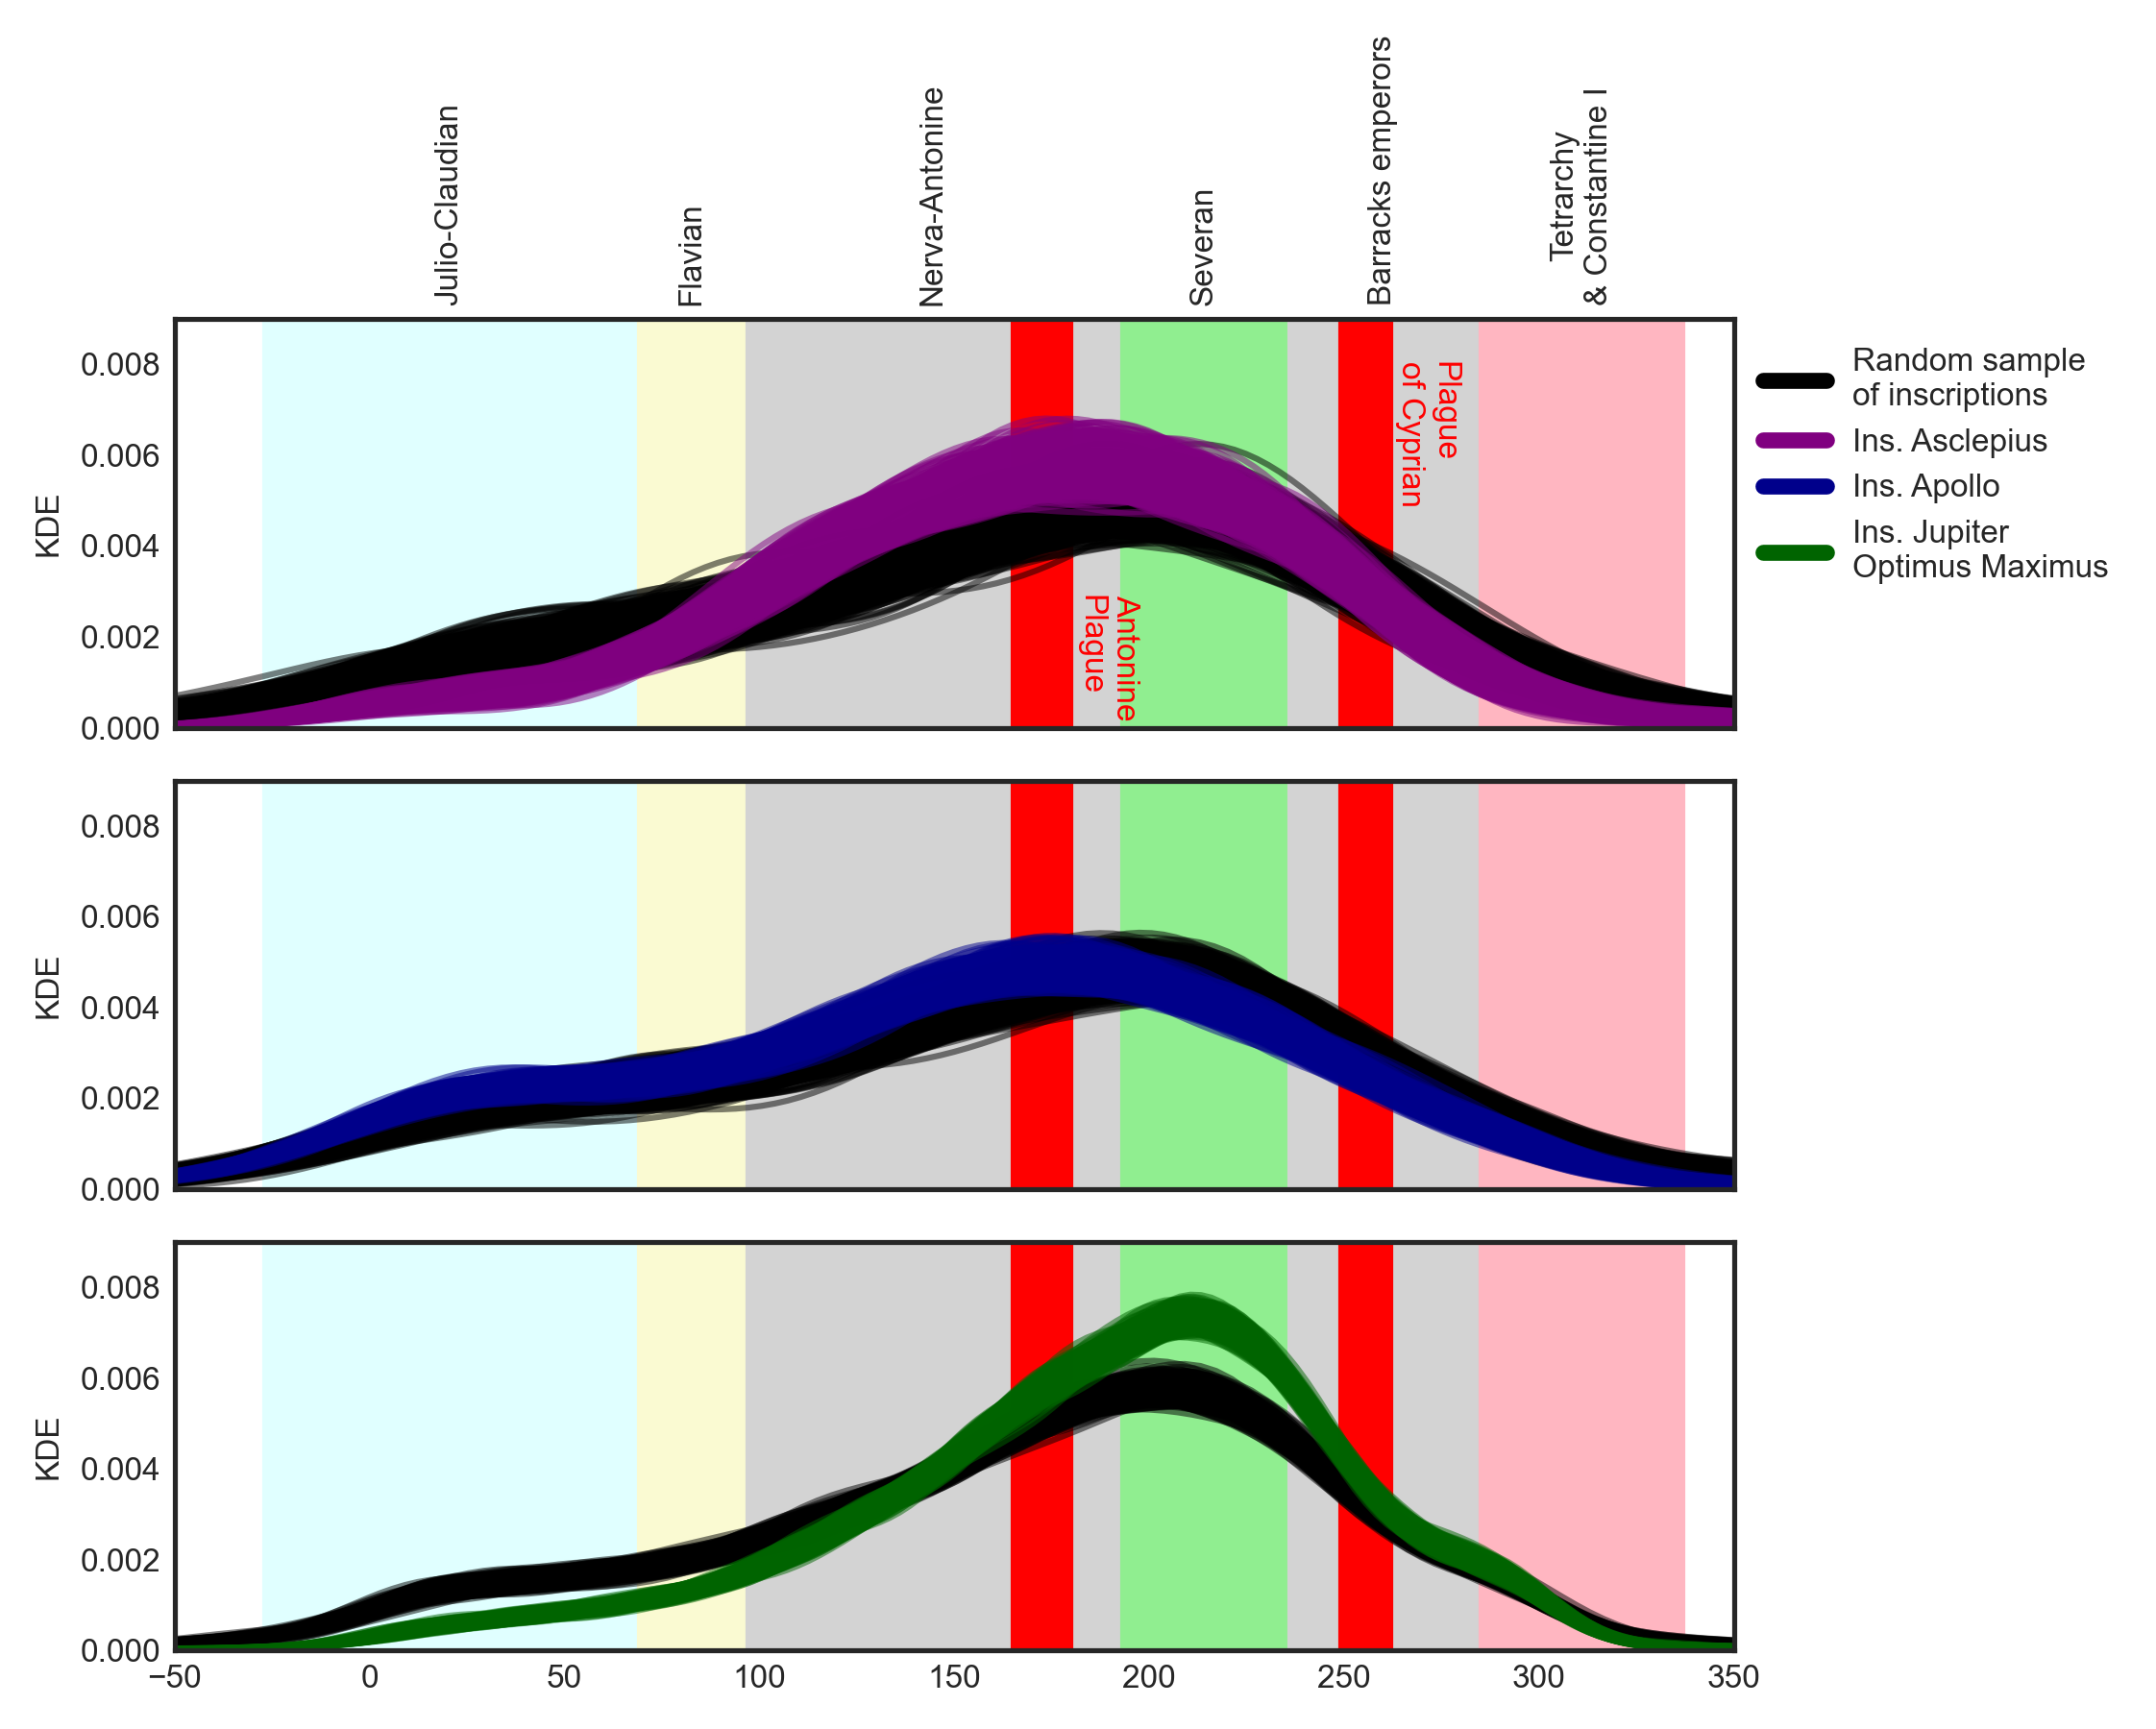 Julio-Claudian
Flavian
Nerva-Antonine
Severan
Barracks emperors
Tetrarchy
& Constantine I
KDE
0.008
0.006
0.004
0.002
0.000
Plague
of Cyprian
Antonine
Plague
Random sample
of inscriptions
Ins. Asclepius
Ins. Apollo
Ins. Jupiter
Optimus Maximus
KDE
0.008
0.006
0.004
0.002
0.000
KDE
0.008
0.006
0.004
0.002
0.000
−50 0 50 100 150 200 250 300 350